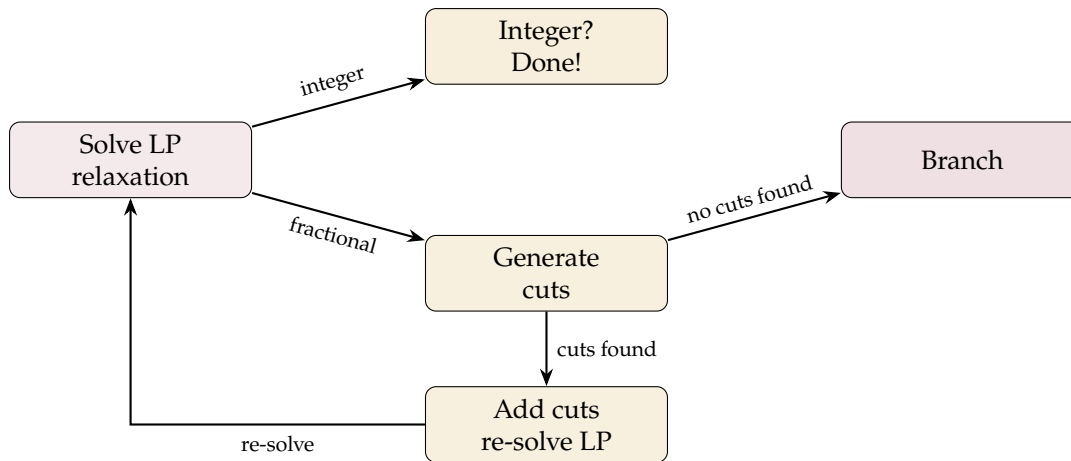 Integer?
Done!
integer
Solve LP
relaxation
Branch
no cuts found
fractional
Generate
cuts
cuts found
Add cuts
re-solve LP
re-solve